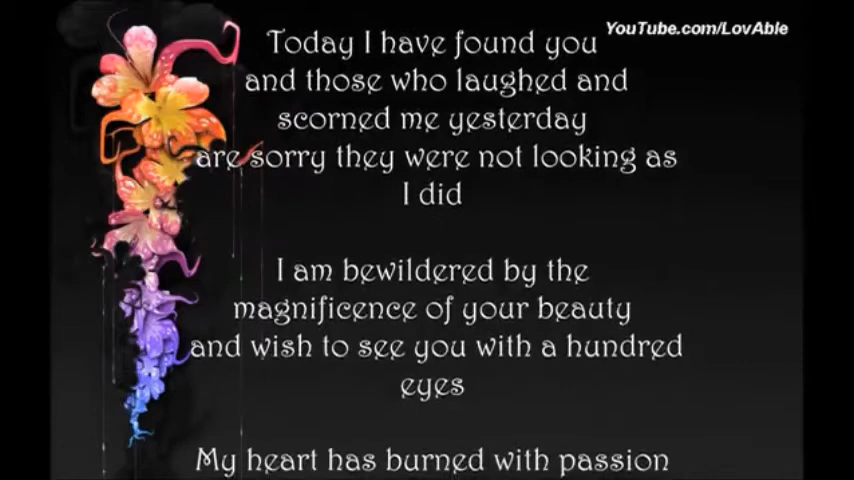 YouTube.com/LovAble
Today I have found you
and those who laughed and
scorned me yesterday
are sorry they were not looking as
I did
I am bewildered by the
magnificence of your beauty
and wish to see you with a hundred
eyes
My heart has burned with passion